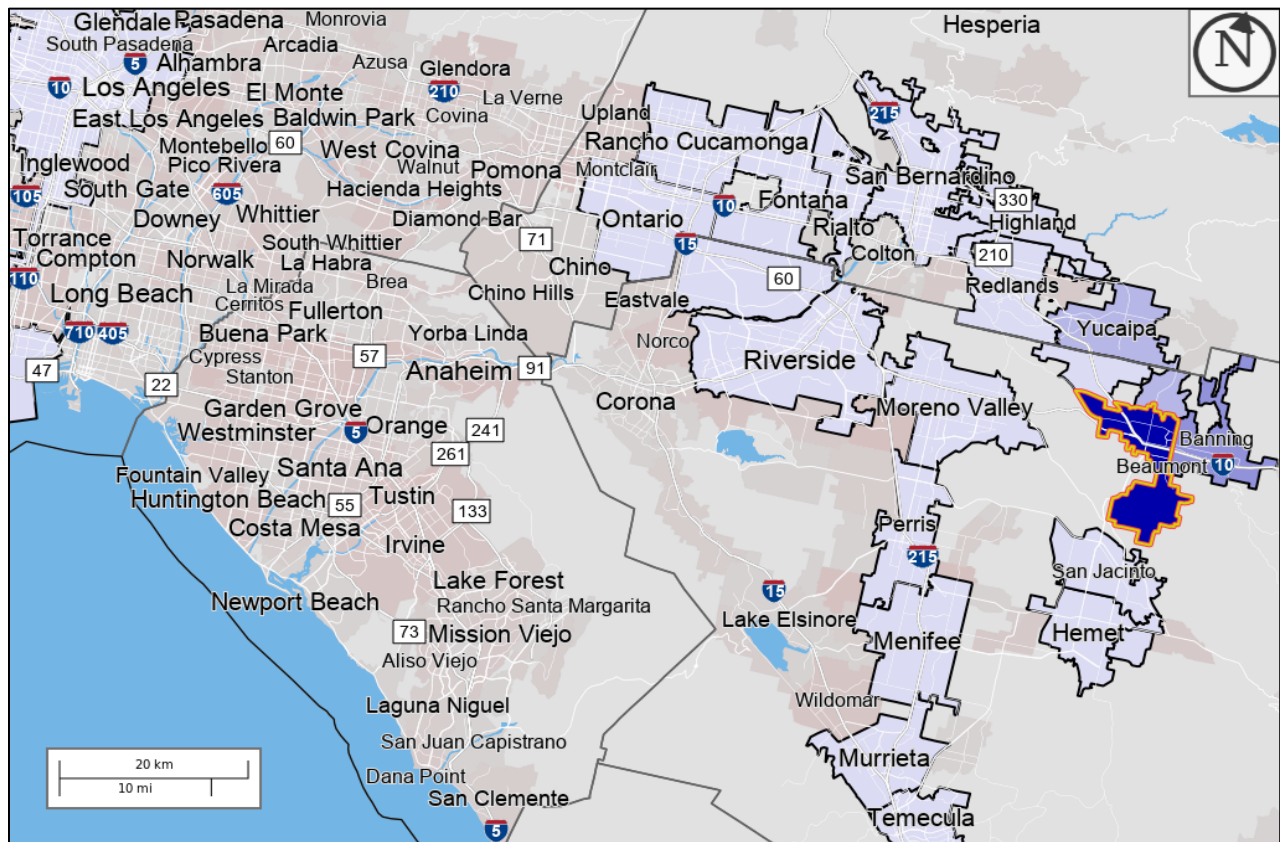 Glendale
Pasadena
Monrovia
Hesperia
N
South Pasadena
Arcadia
5
Alhambra
Azusa
Glendora
10
Los Angeles
El Monte
210
La Verne
East Los Angeles
Baldwin Park
Covina
Upland
215
Montebello
60
West Covina
Rancho Cucamonga
Inglewood
Pico Rivera
Walnut
Pomona
Montclair
San Bernardino
105
South Gate
605
Hacienda Heights
10
Fontana
330
Downey
Whittier
Diamond Bar
Ontario
Rialto
Highland
Torrance
South Whittier
71
15
Colton
210
Compton
Norwalk
La Habra
Chino
60
110
La Mirada
Brea
Redlands
Long Beach
Cerritos
Fullerton
Chino Hills
Eastvale
710
405
Buena Park
Yorba Linda
Norco
Yucaipa
Cypress
57
Riverside
47
22
Stanton
Anaheim
91
Garden Grove
Corona
Moreno Valley
Westminster
5
Orange
241
Banning
261
Beaumont
10
Fountain Valley
Santa Ana
Huntington Beach
55
Tustin
133
Costa Mesa
Perris
Irvine
215
San Jacinto
Lake Forest
15
Newport Beach
Rancho Santa Margarita
Lake Elsinore
73
Mission Viejo
Menifee
Hemet
Aliso Viejo
Wildomar
Laguna Niguel
San Juan Capistrano
Murrieta
20 km
Dana Point
10 mi
San Clemente
Temecula
5